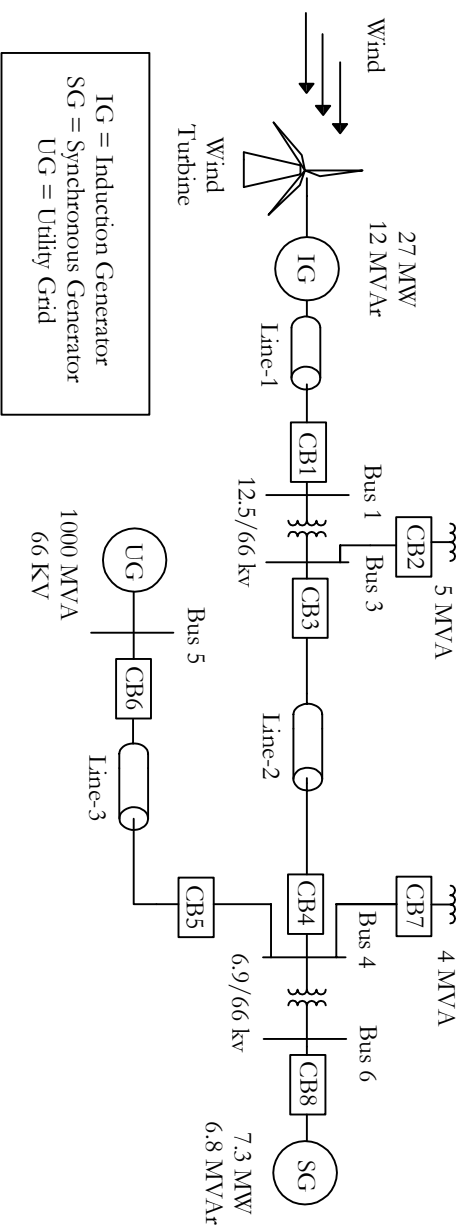 Wind
Wind
Turbine
27 MW
12 MVAr
IG
Line-1
CB1
Bus 1
12.5/66 kv
Bus 3
CB2
5 MVA
CB3
Line-2
CB4
Bus 4
CB7
4 MVA
6.9/66 kv
Bus 6
CB8
SG
7.3 MW
6.8 MVAr
UG
1000 MVA
66 KV
Bus 5
CB6
Line-3
CB5
IG = Induction Generator
SG = Synchronous Generator
UG = Utility Grid